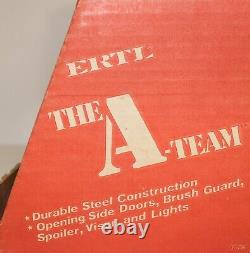 ERTL
THE A-TEAM
*Durable Steel Construction
*Opening Side Doors, Brush Guard,
Spoiler, Visor and Lights